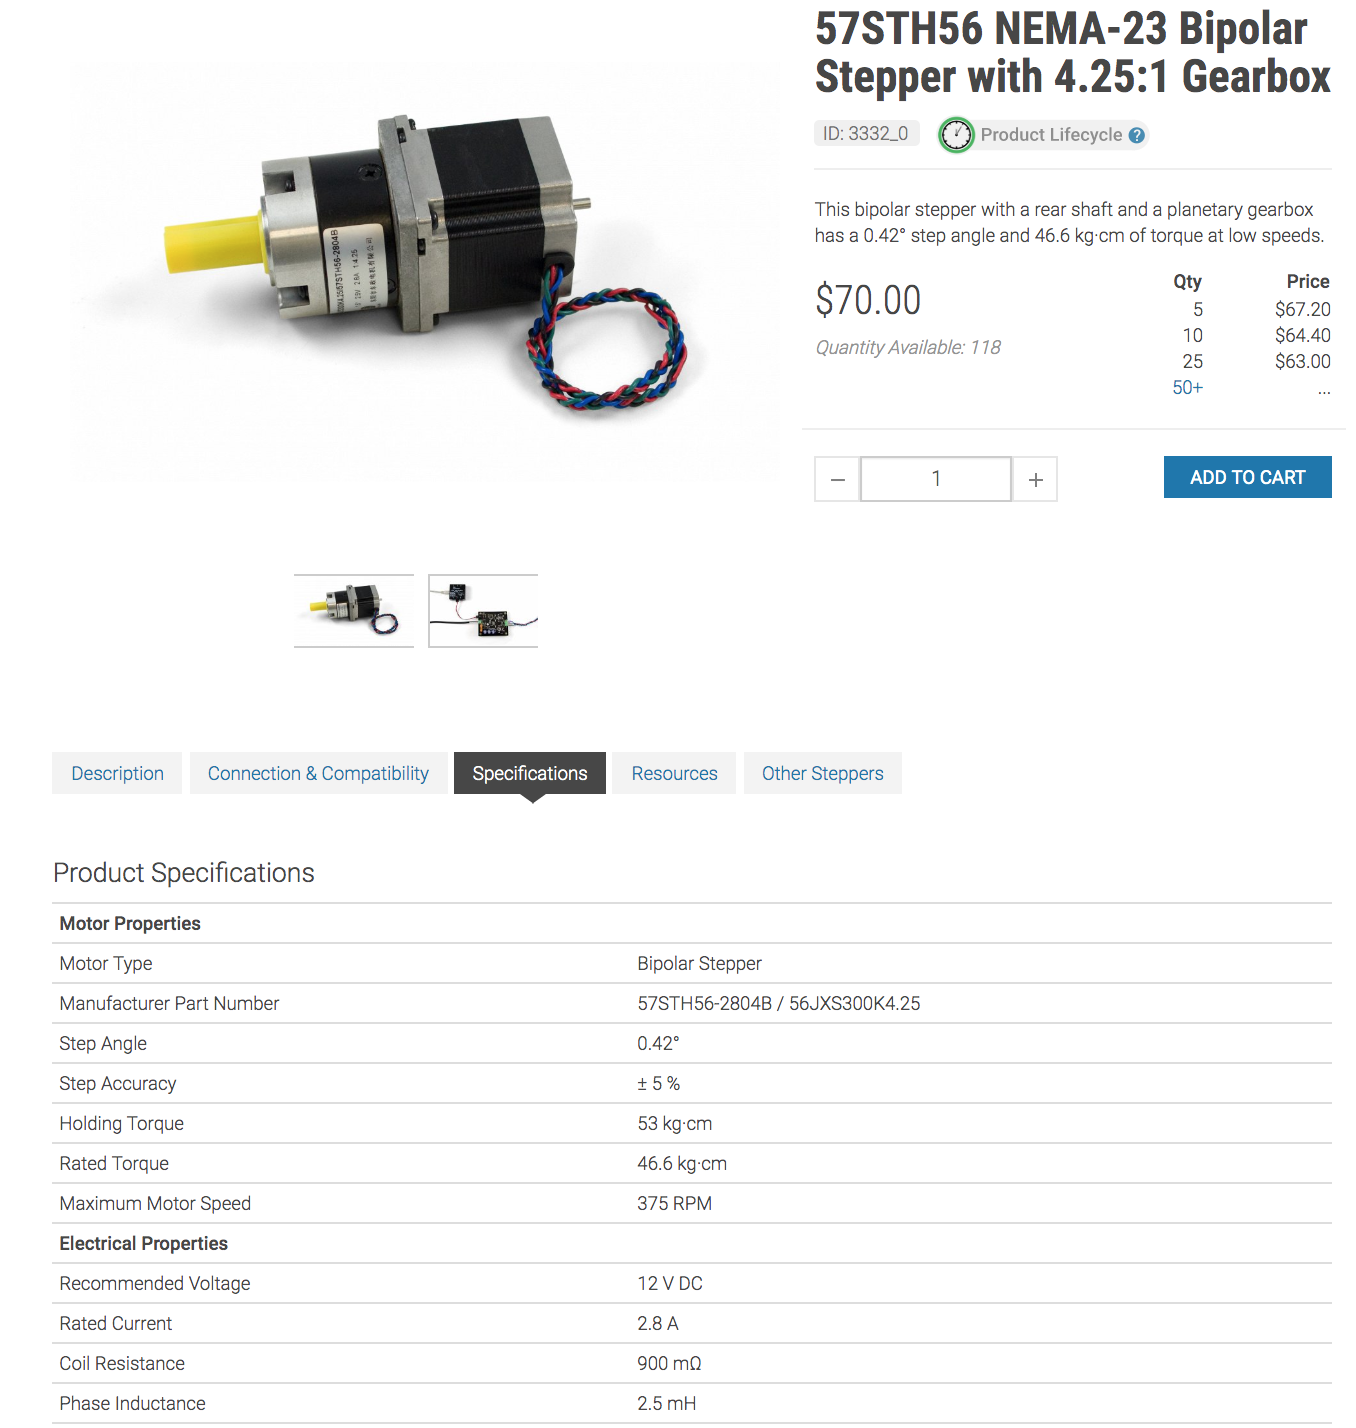 57STH56 NEMA-23 Bipolar
Stepper with 4.25:1 Gearbox
ID: 3332_0
Product Lifecycle ?
This bipolar stepper with a rear shaft and a planetary gearbox
has a 0.42° step angle and 46.6 kg·cm of torque at low speeds.
$70.00
Quantity Available: 118
Qty Price
5 $67.20
10 $64.40
25 $63.00
50+ ...
− 1 +
ADD TO CART
Description Connection & Compatibility Specifications Resources Other Steppers
Product Specifications
Motor Properties
Motor Type Bipolar Stepper
Manufacturer Part Number 57STH56-2804B / 56JXS300K4.25
Step Angle 0.42°
Step Accuracy ± 5 %
Holding Torque 53 kg·cm
Rated Torque 46.6 kg·cm
Maximum Motor Speed 375 RPM
Electrical Properties
Recommended Voltage 12 V DC
Rated Current 2.8 A
Coil Resistance 900 mΩ
Phase Inductance 2.5 mH